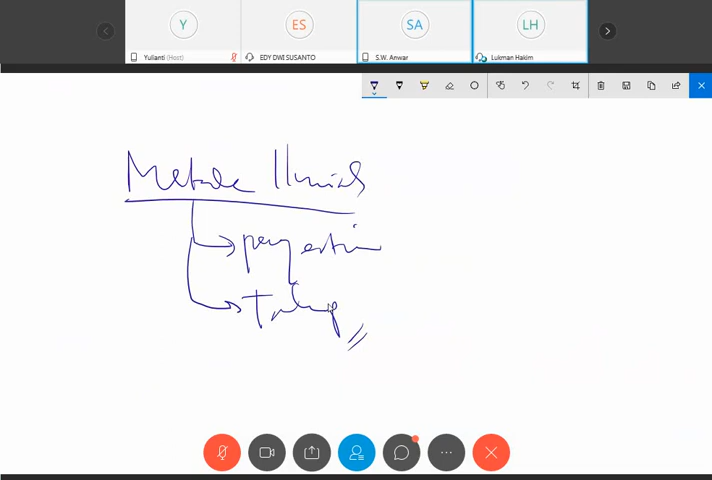 Y
ES
SA
LH
Yulianti (Host)
EDY DWI SUSANTO
S.W. Anwar
Lukman Hakim
Metode Ilmiah
pengertian
Tahap